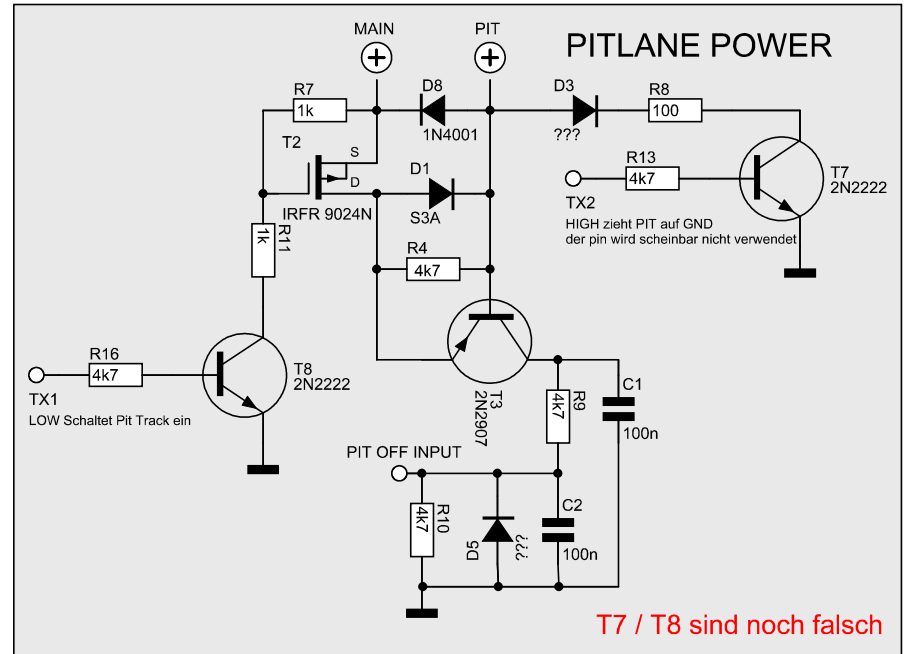 MAIN
PIT
PITLANE POWER
R7
1k
D8
1N4001
D3
???
R8
100
T2
S
D
IRFR 9024N
D1
S3A
R13
4k7
TX2
T7
2N2222
HIGH zieht PIT auf GND
der pin wird scheinbar nicht verwendet
R11
1k
R4
4k7
R16
4k7
TX1
T8
2N2222
LOW Schaltet Pit Track ein
T3
2N2907
R9
4k7
C1
100n
PIT OFF INPUT
R10
4k7
D5
???
C2
100n
T7 / T8 sind noch falsch